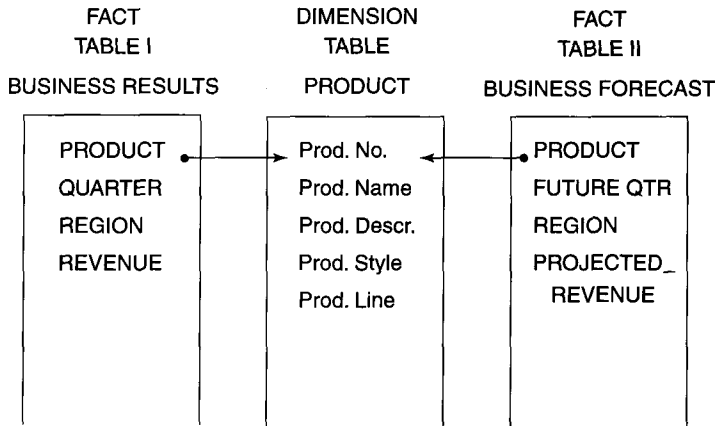 FACT
TABLE I
BUSINESS RESULTS
PRODUCT
QUARTER
REGION
REVENUE
DIMENSION
TABLE
PRODUCT
Prod. No.
Prod. Name
Prod. Descr.
Prod. Style
Prod. Line
FACT
TABLE II
BUSINESS FORECAST
PRODUCT
FUTURE QTR
REGION
PROJECTED_
REVENUE